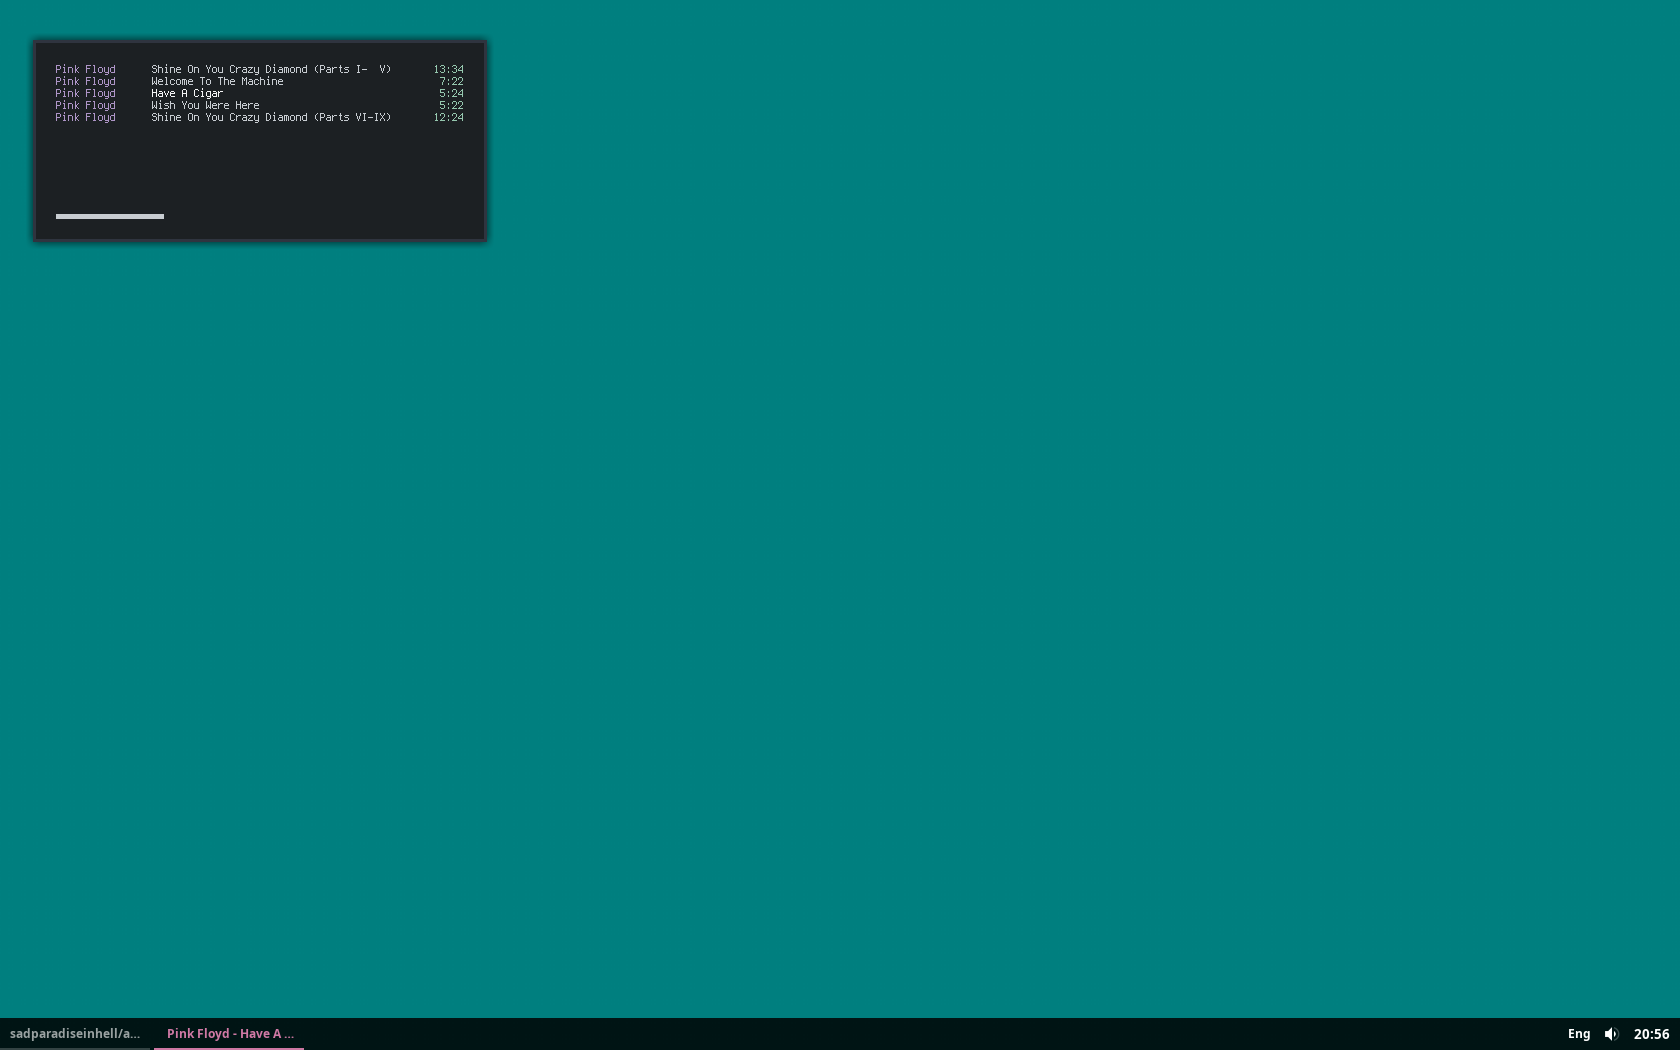 Pink Floyd Shine On You Crazy Diamond (Parts I- V) 13:34
Pink Floyd Welcome To The Machine 7:22
Pink Floyd Have A Cigar 5:24
Pink Floyd Wish You Were Here 5:22
Pink Floyd Shine On You Crazy Diamond (Parts VI-IX) 12:24
sadparadiseinhell/a... Pink Floyd - Have A ... Eng 20:56